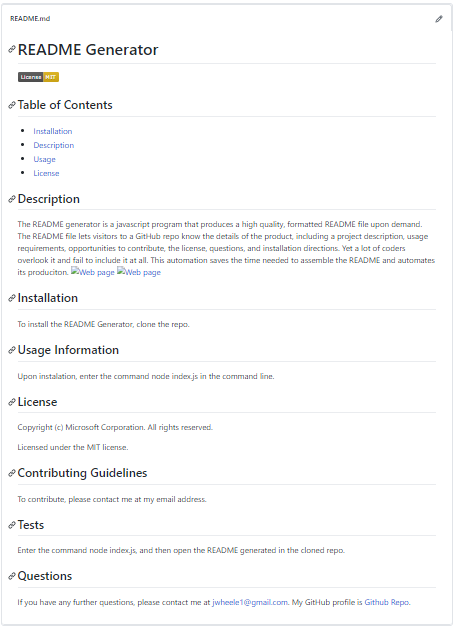 README.md
README Generator
License MIT
Table of Contents
Installation
Description
Usage
License
Description
The README generator is a javascript program that produces a high quality, formatted README file upon demand.
The README file lets visitors to a GitHub repo know the details of the product, including a project description, usage
requirements, opportunities to contribute, the license, questions, and installation directions. Yet a lot of coders
overlook it and fail to include it at all. This automation saves the time needed to assemble the README and automates
its produciton. Web page Web page
Installation
To install the README Generator, clone the repo.
Usage Information
Upon instalation, enter the command node index.js in the command line.
License
Copyright (c) Microsoft Corporation. All rights reserved.
Licensed under the MIT license.
Contributing Guidelines
To contribute, please contact me at my email address.
Tests
Enter the command node index.js, and then open the README generated in the cloned repo.
Questions
If you have any further questions, please contact me at jwheele1@gmail.com. My GitHub profile is Github Repo.